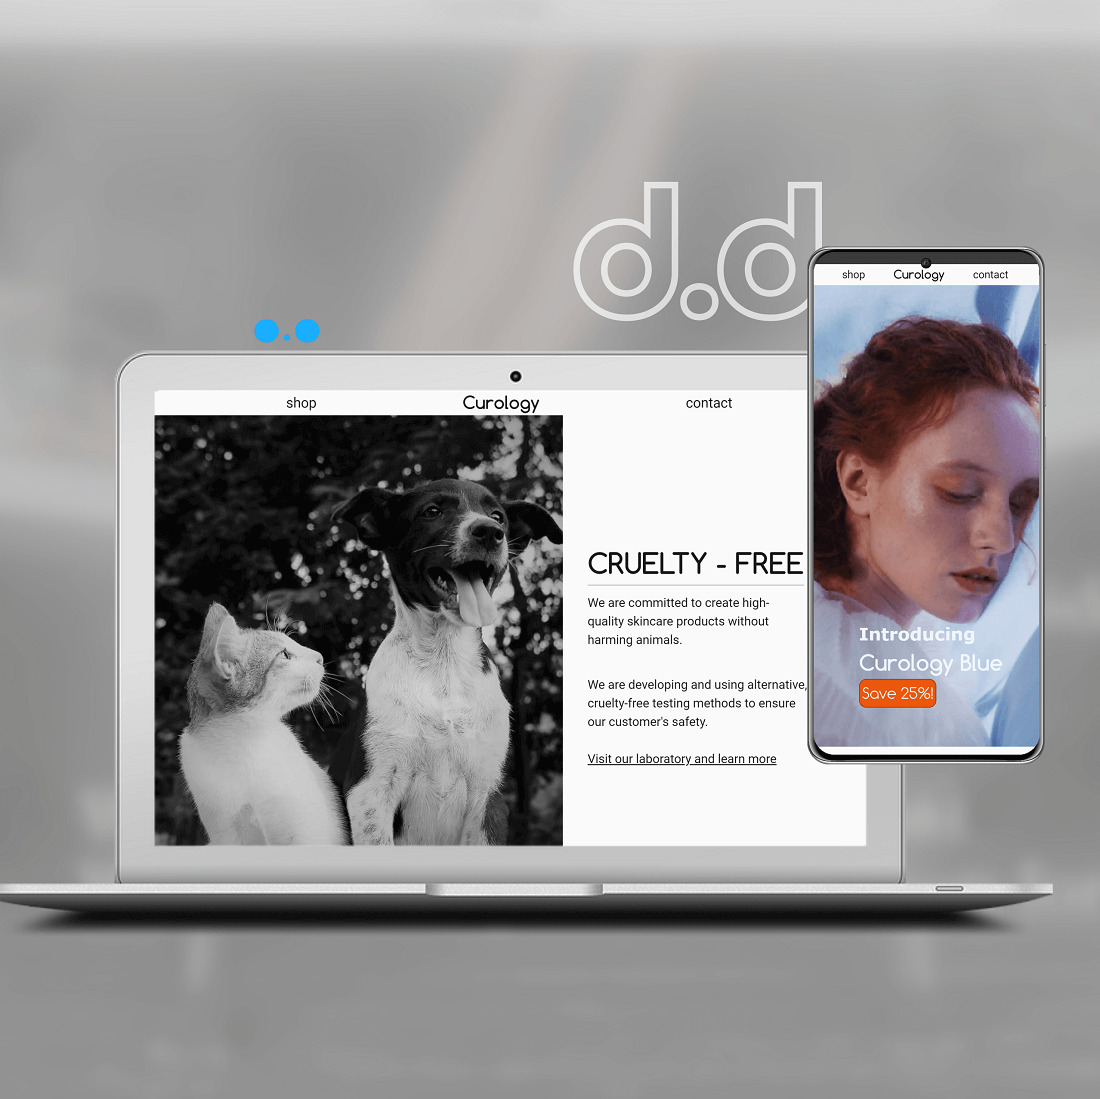 d.d
shop Curology contact
CRUELTY - FREE
We are committed to create high-
quality skincare products without
harming animals.
We are developing and using alternative,
cruelty-free testing methods to ensure
our customer's safety.
Visit our laboratory and learn more
shop Curology contact
Introducing
Curology Blue
Save 25%!